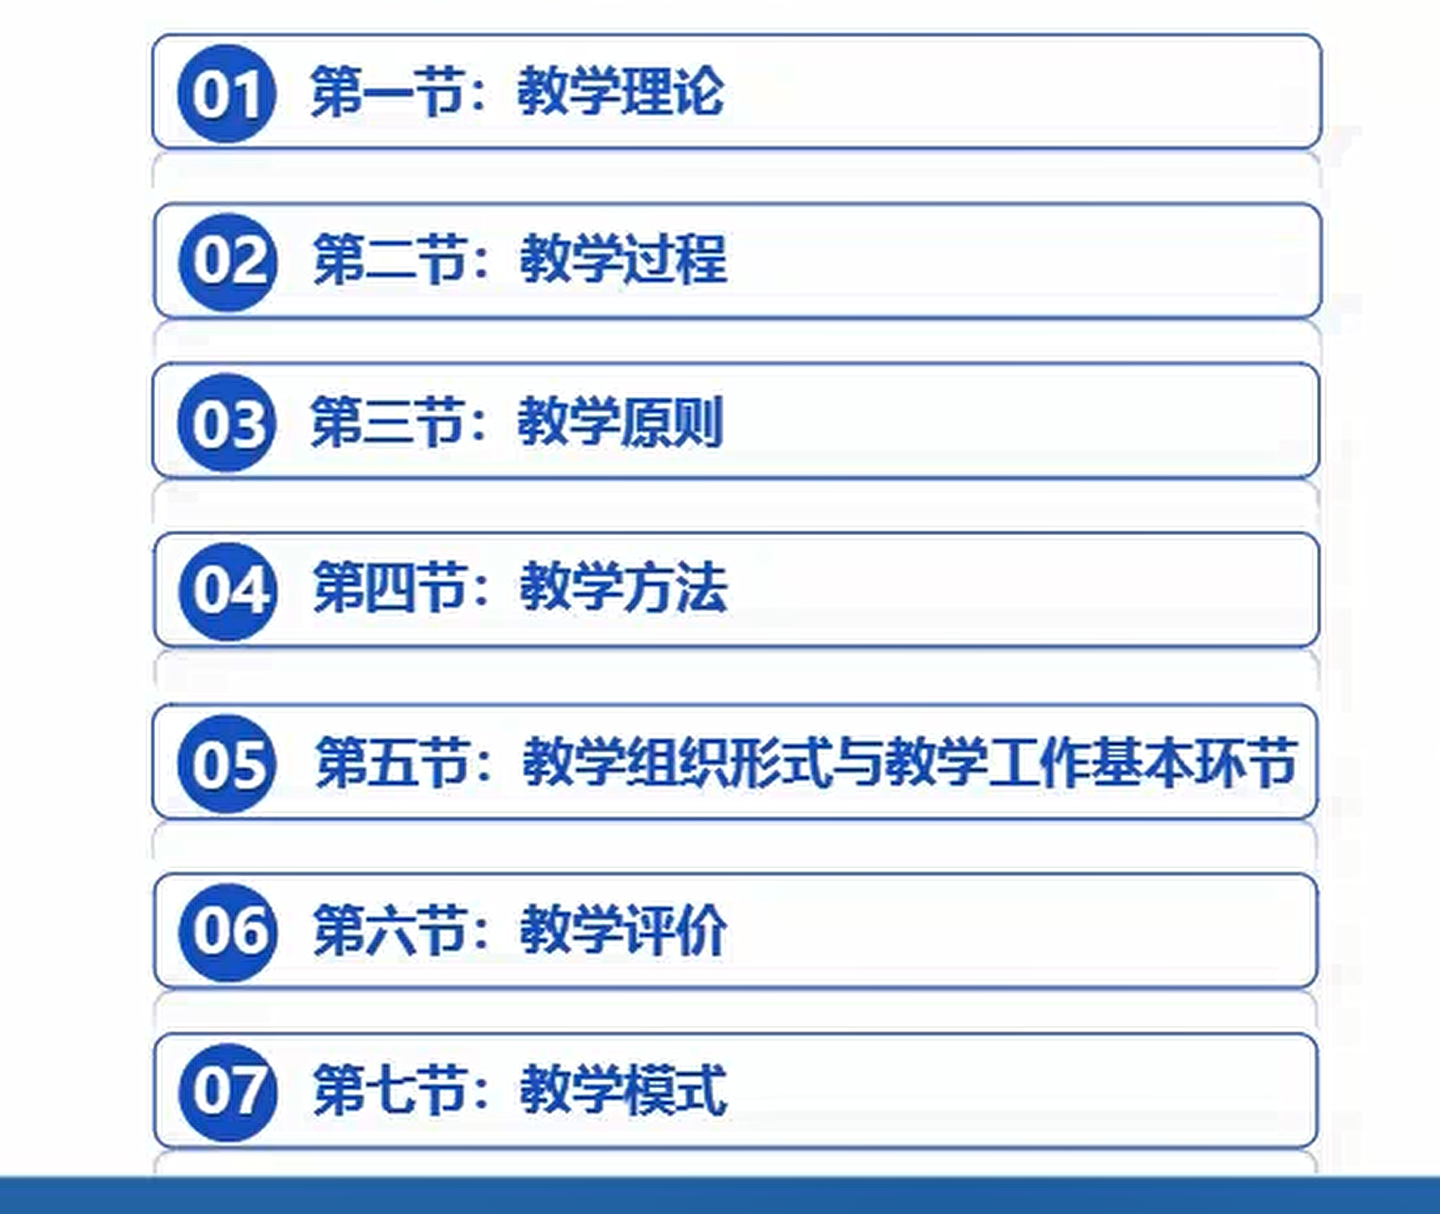 01 第一节：教学理论
02 第二节：教学过程
03 第三节：教学原则
04 第四节：教学方法
05 第五节：教学组织形式与教学工作基本环节
06 第六节：教学评价
07 第七节：教学模式